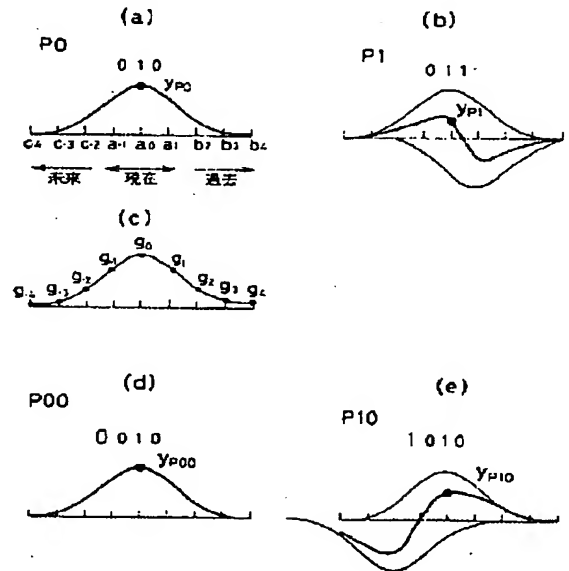 (a)
P0
0 1 0
yP0
c-4 c-3 c-2 a-1 a0 a1 b2 b3 b4
未来 現在 過去
(b)
P1
0 1 1
yP1
(c)
g-4 g-3 g-2 g-1 g0 g1 g2 g3 g4
(d)
P00
0 0 1 0
yP00
(e)
P10
1 0 1 0
yP10